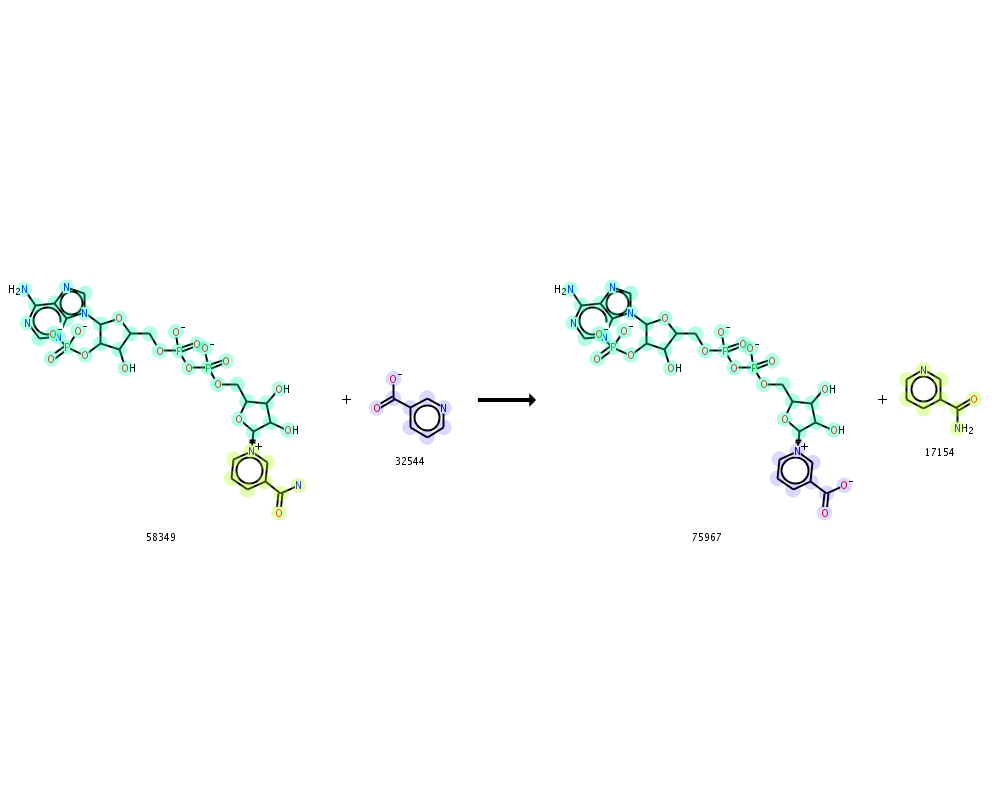 H₂N N N N N O P O⁻ O⁻ O O OH O O P O⁻ O O P O⁻ O O O OH OH N⁺ N O
+
O⁻ O N
H₂N N N N N O P O⁻ O⁻ O O OH O O P O⁻ O O P O⁻ O O O OH OH N⁺ O⁻ O
+
N O NH₂
17154
32544
58349
75967